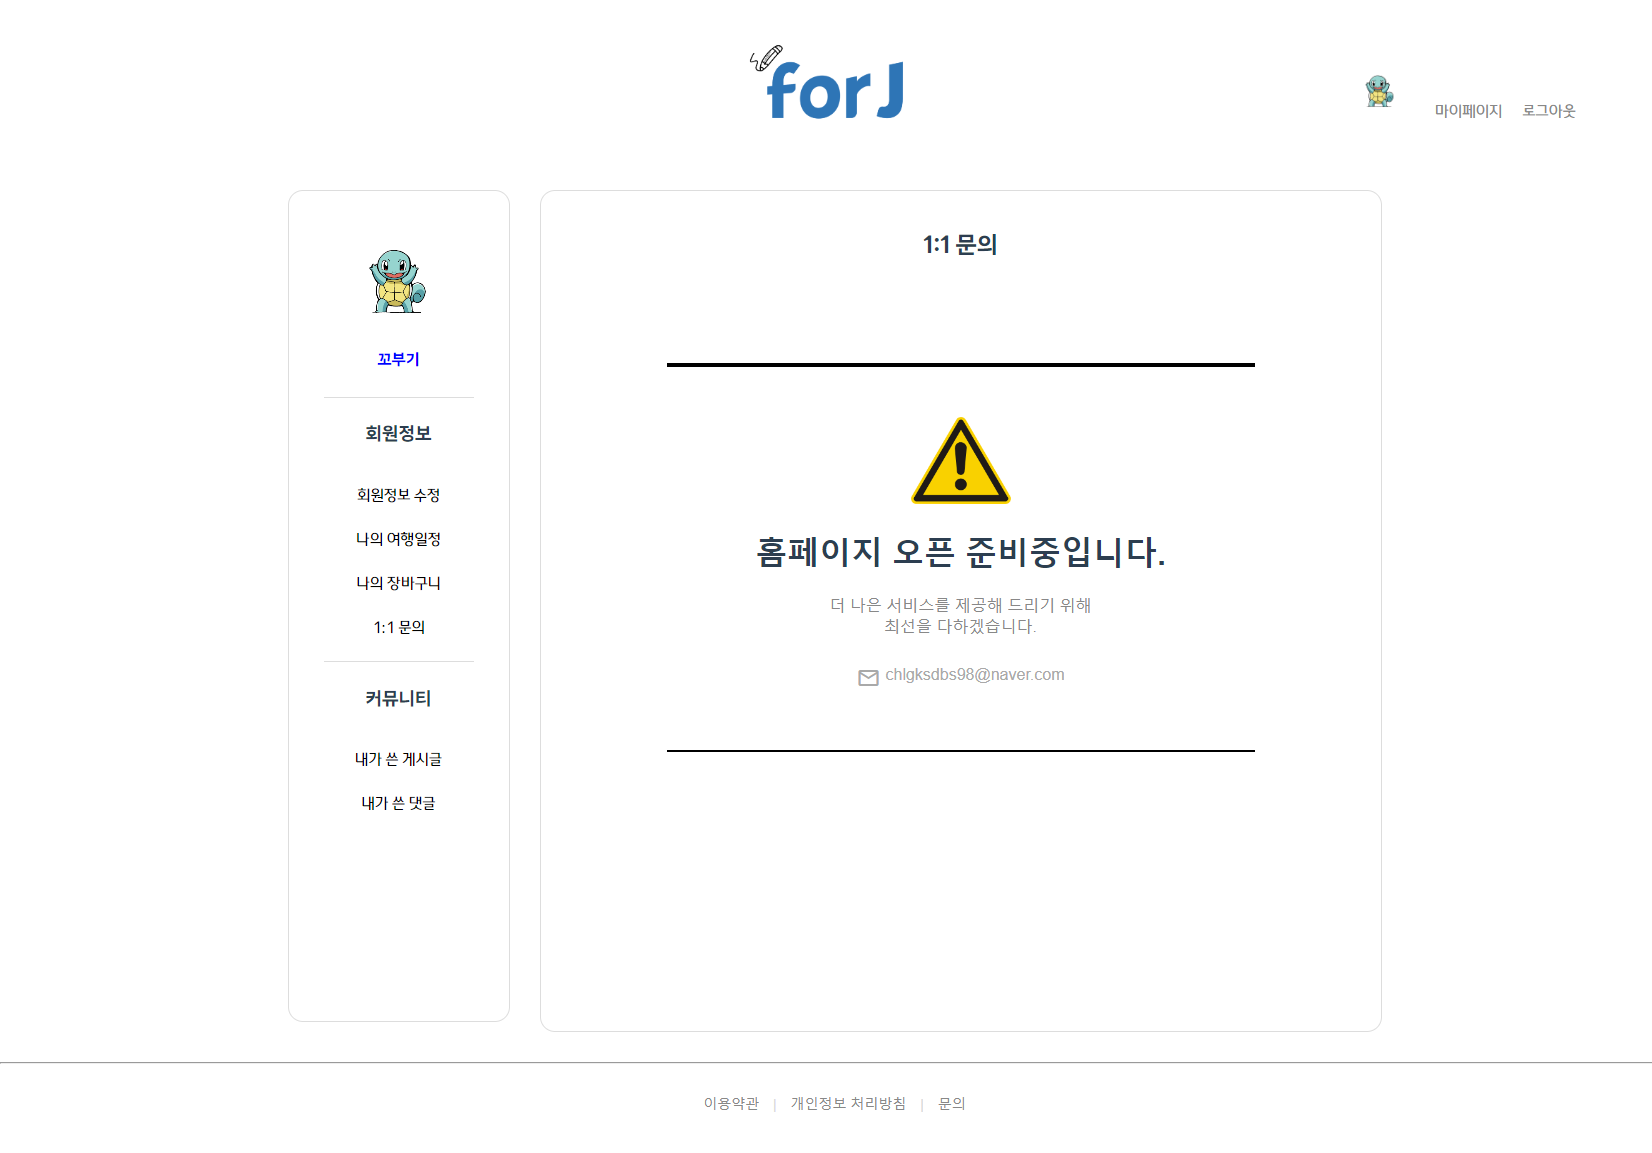 forJ
마이페이지 로그아웃
꼬부기
회원정보
회원정보 수정
나의 여행일정
나의 장바구니
1:1 문의
커뮤니티
내가 쓴 게시글
내가 쓴 댓글
1:1 문의
홈페이지 오픈 준비중입니다.
더 나은 서비스를 제공해 드리기 위해
최선을 다하겠습니다.
chlgksdbs98@naver.com
이용약관 | 개인정보 처리방침 | 문의